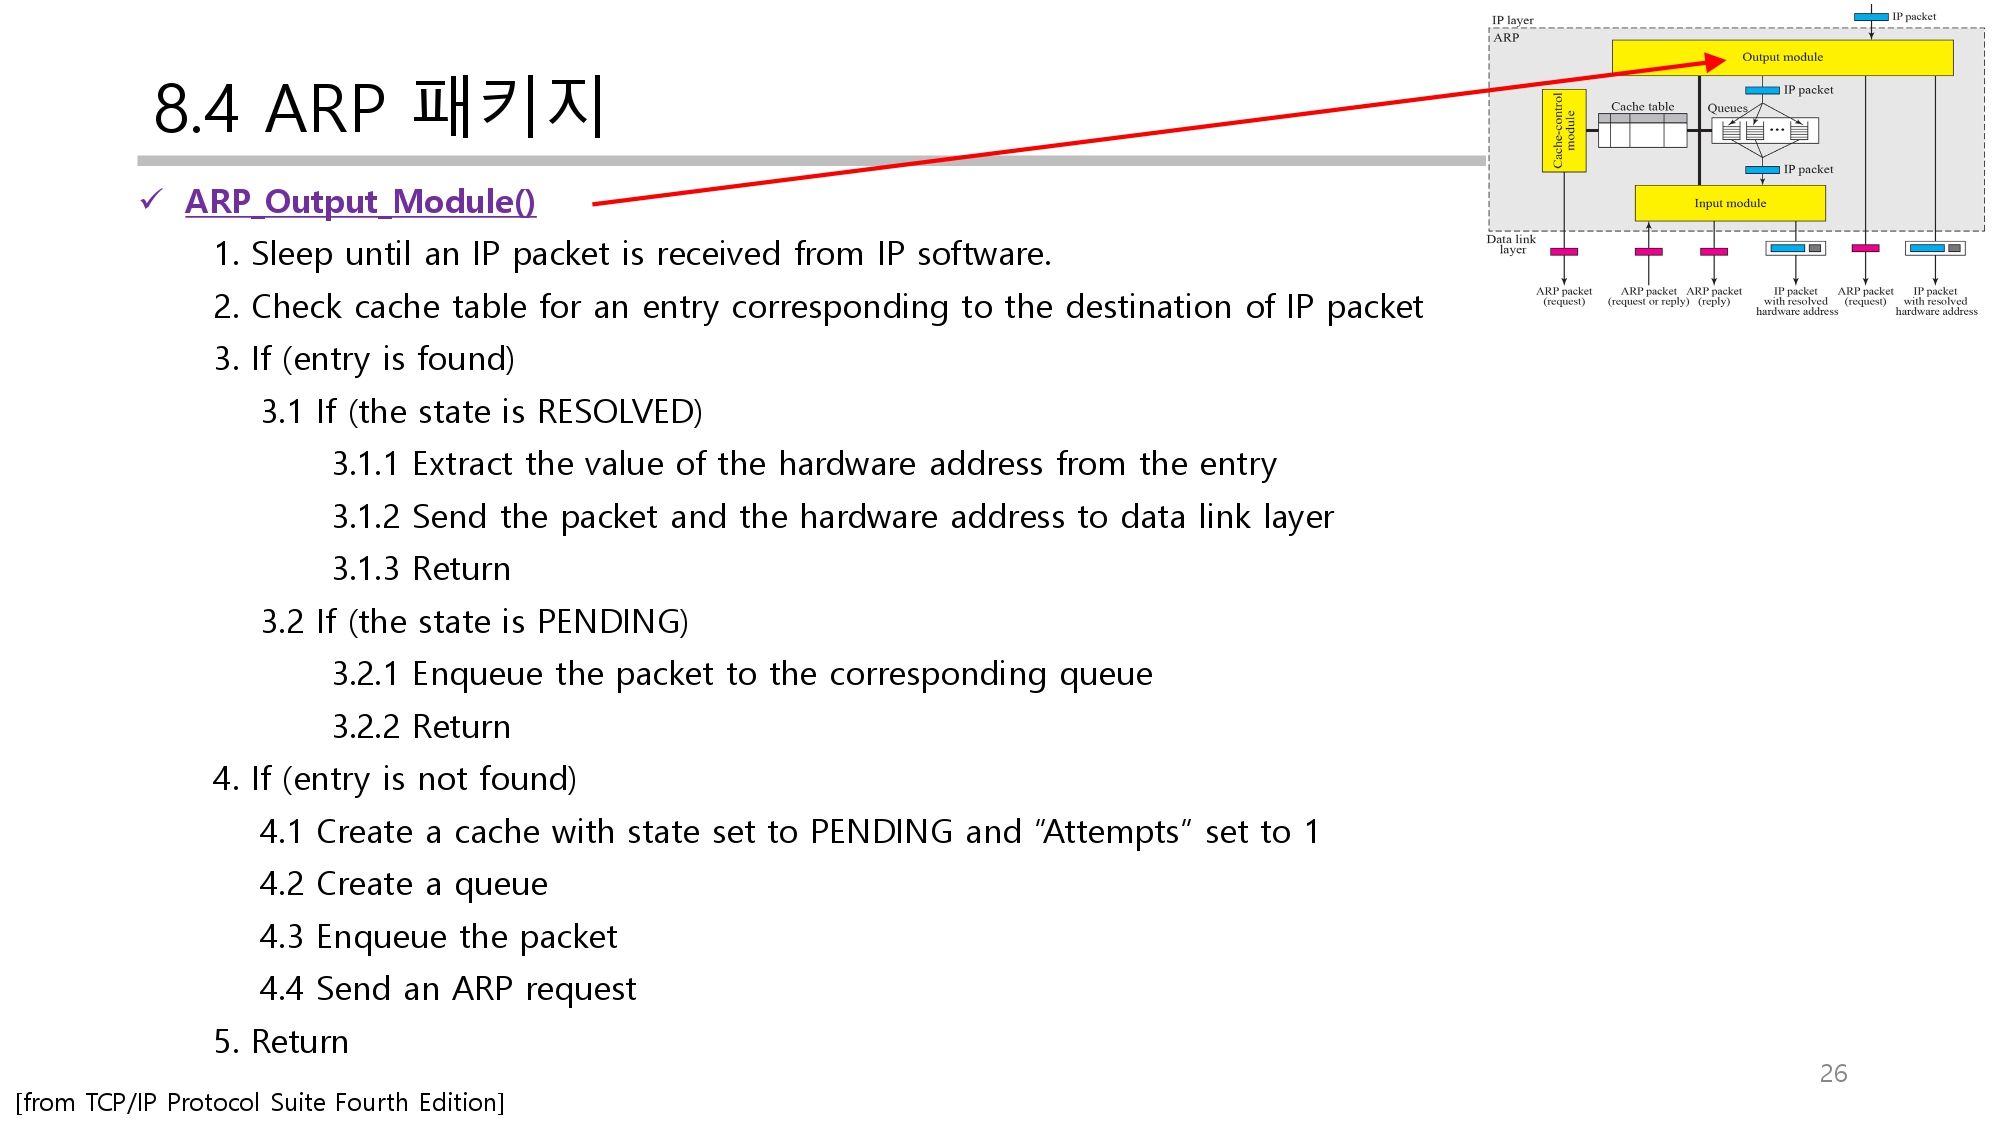 8.4 ARP 패키지
✓ ARP_Output_Module()
1. Sleep until an IP packet is received from IP software.
2. Check cache table for an entry corresponding to the destination of IP packet
3. If (entry is found)
3.1 If (the state is RESOLVED)
3.1.1 Extract the value of the hardware address from the entry
3.1.2 Send the packet and the hardware address to data link layer
3.1.3 Return
3.2 If (the state is PENDING)
3.2.1 Enqueue the packet to the corresponding queue
3.2.2 Return
4. If (entry is not found)
4.1 Create a cache with state set to PENDING and “Attempts“ set to 1
4.2 Create a queue
4.3 Enqueue the packet
4.4 Send an ARP request
5. Return
IP layer
IP packet
ARP
Output module
IP packet
Cache-control
module
Cache table
Queues
IP packet
Input module
Data link
layer
ARP packet
(request)
ARP packet
(request or reply)
ARP packet
(reply)
IP packet
with resolved
hardware address
ARP packet
(request)
IP packet
with resolved
hardware address
26
[from TCP/IP Protocol Suite Fourth Edition]